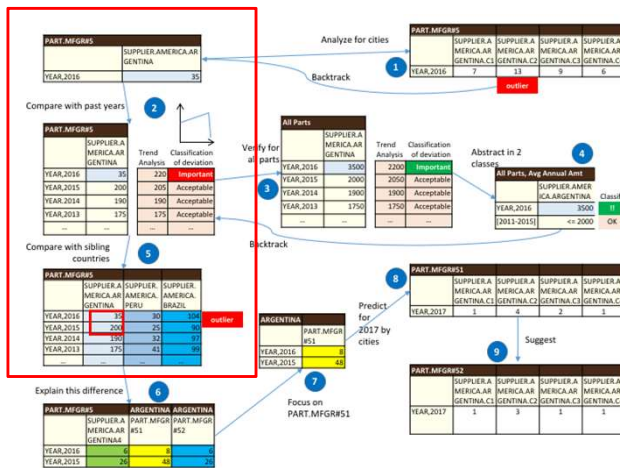 PART.MFGR#5
SUPPLIER.AMERICA.AR
GENTINA
YEAR,2016 35
Analyze for cities
1
Backtrack
PART.MFGR#5
SUPPLIER.A MERICA.AR GENTINA.C1
SUPPLIER.A MERICA.AR GENTINA.C2
SUPPLIER.A MERICA.AR GENTINA.C3
SUPPLIER.A MERICA.AR GENTINA.C4
YEAR,2016 7 13 9 6
outlier
Compare with past years
2
PART.MFGR#5
SUPPLIER.A
MERICA.AR
GENTINA
YEAR,2016 35
YEAR,2015 200
YEAR,2014 190
YEAR,2013 175
... ...
Trend Analysis
Classification of deviation
220 Important
205 Acceptable
190 Acceptable
175 Acceptable
... ...
Verify for
all parts
3
All Parts
SUPPLIER.A
MERICA.AR
GENTINA
YEAR,2016 3500
YEAR,2015 2000
YEAR,2014 1900
YEAR,2013 1750
... ...
Trend Analysis
Classification of deviation
2200 Important
2050 Acceptable
1900 Acceptable
1750 Acceptable
... ...
Abstract in 2
classes
4
All Parts, Avg Annual Amt
SUPPLIER.AMER
ICA.ARGENTINA
Classifi
YEAR,2016 3500 !!
[2011-2015] <= 2000 OK
Backtrack
Compare with sibling
countries
5
PART.MFGR#5
SUPPLIER.A MERICA.AR GENTINA
SUPPLIER. AMERICA. PERU
SUPPLIER. AMERICA. BRAZIL
YEAR,2016 35 30 104
YEAR,2015 200 25 90
YEAR,2014 190 32 97
YEAR,2013 175 41 99
... ... ...
outlier
Explain this difference
6
PART.MFGR#5 ARGENTINA ARGENTINA
SUPPLIER.A MERICA.AR GENTINA4
PART.MFGR #51
PART.MFGR #52
YEAR,2016 6 8 6
YEAR,2015 26 48 26
ARGENTINA
PART.MFGR
#51
YEAR,2016 8
YEAR,2015 48
7
Focus on
PART.MFGR#51
Predict
for
2017 by
cities
8
PART.MFGR#51
SUPPLIER.A MERICA.AR GENTINA.C1
SUPPLIER.A MERICA.AR GENTINA.C2
SUPPLIER.A MERICA.AR GENTINA.C3
SUPPLIER.A MERICA.AR GENTINA.C4
YEAR,2017 1 4 2 1
9
Suggest
PART.MFGR#52
SUPPLIER.A MERICA.AR GENTINA.C1
SUPPLIER.A MERICA.AR GENTINA.C2
SUPPLIER.A MERICA.AR GENTINA.C3
SUPPLIER.A MERICA.AR GENTINA.C4
YEAR,2017 1 3 1 1